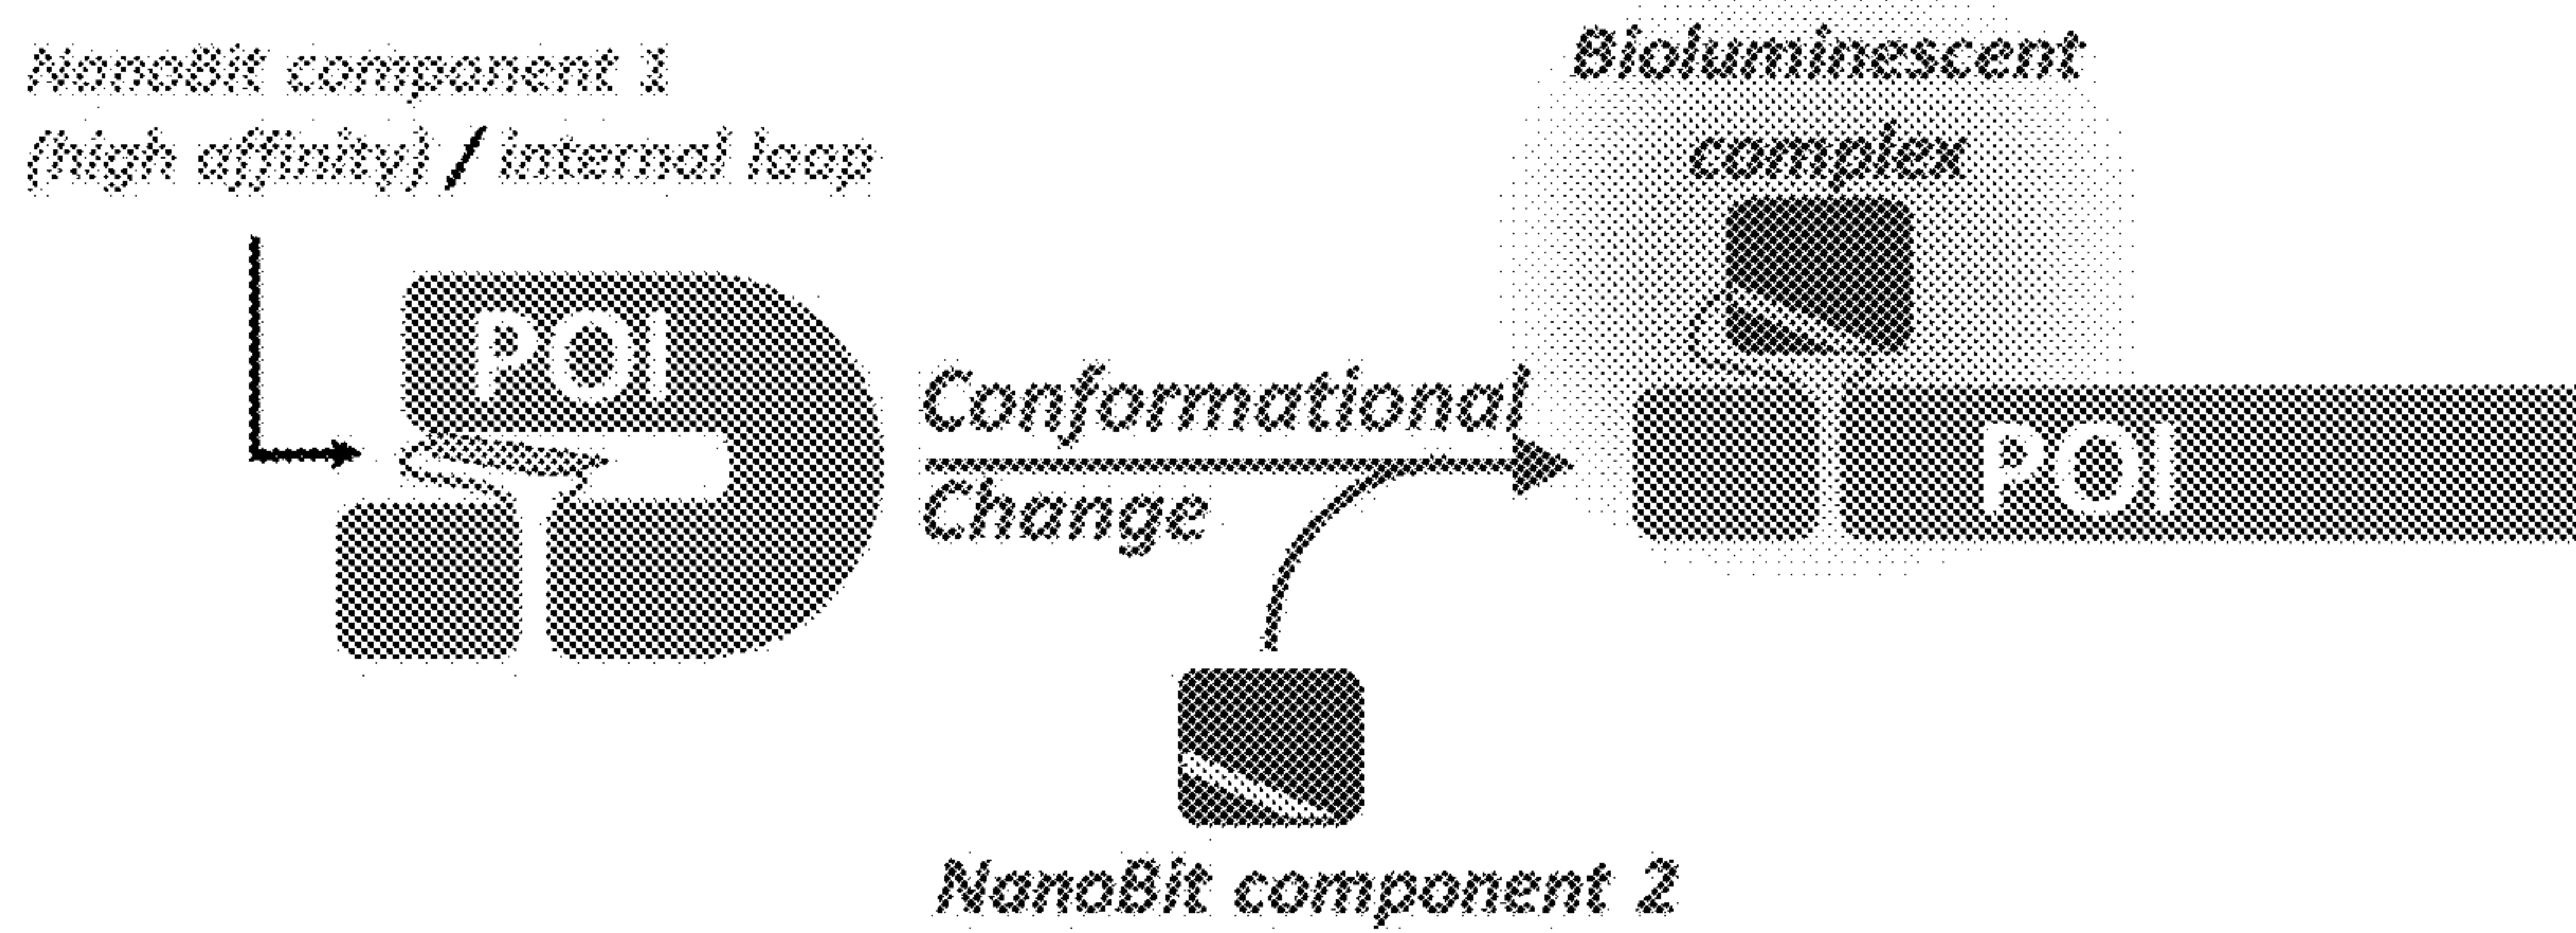 NanoBit component 1
(high affinity) / internal loop
Bioluminescent
complex
POI
Conformational
Change
POI
NanoBit component 2